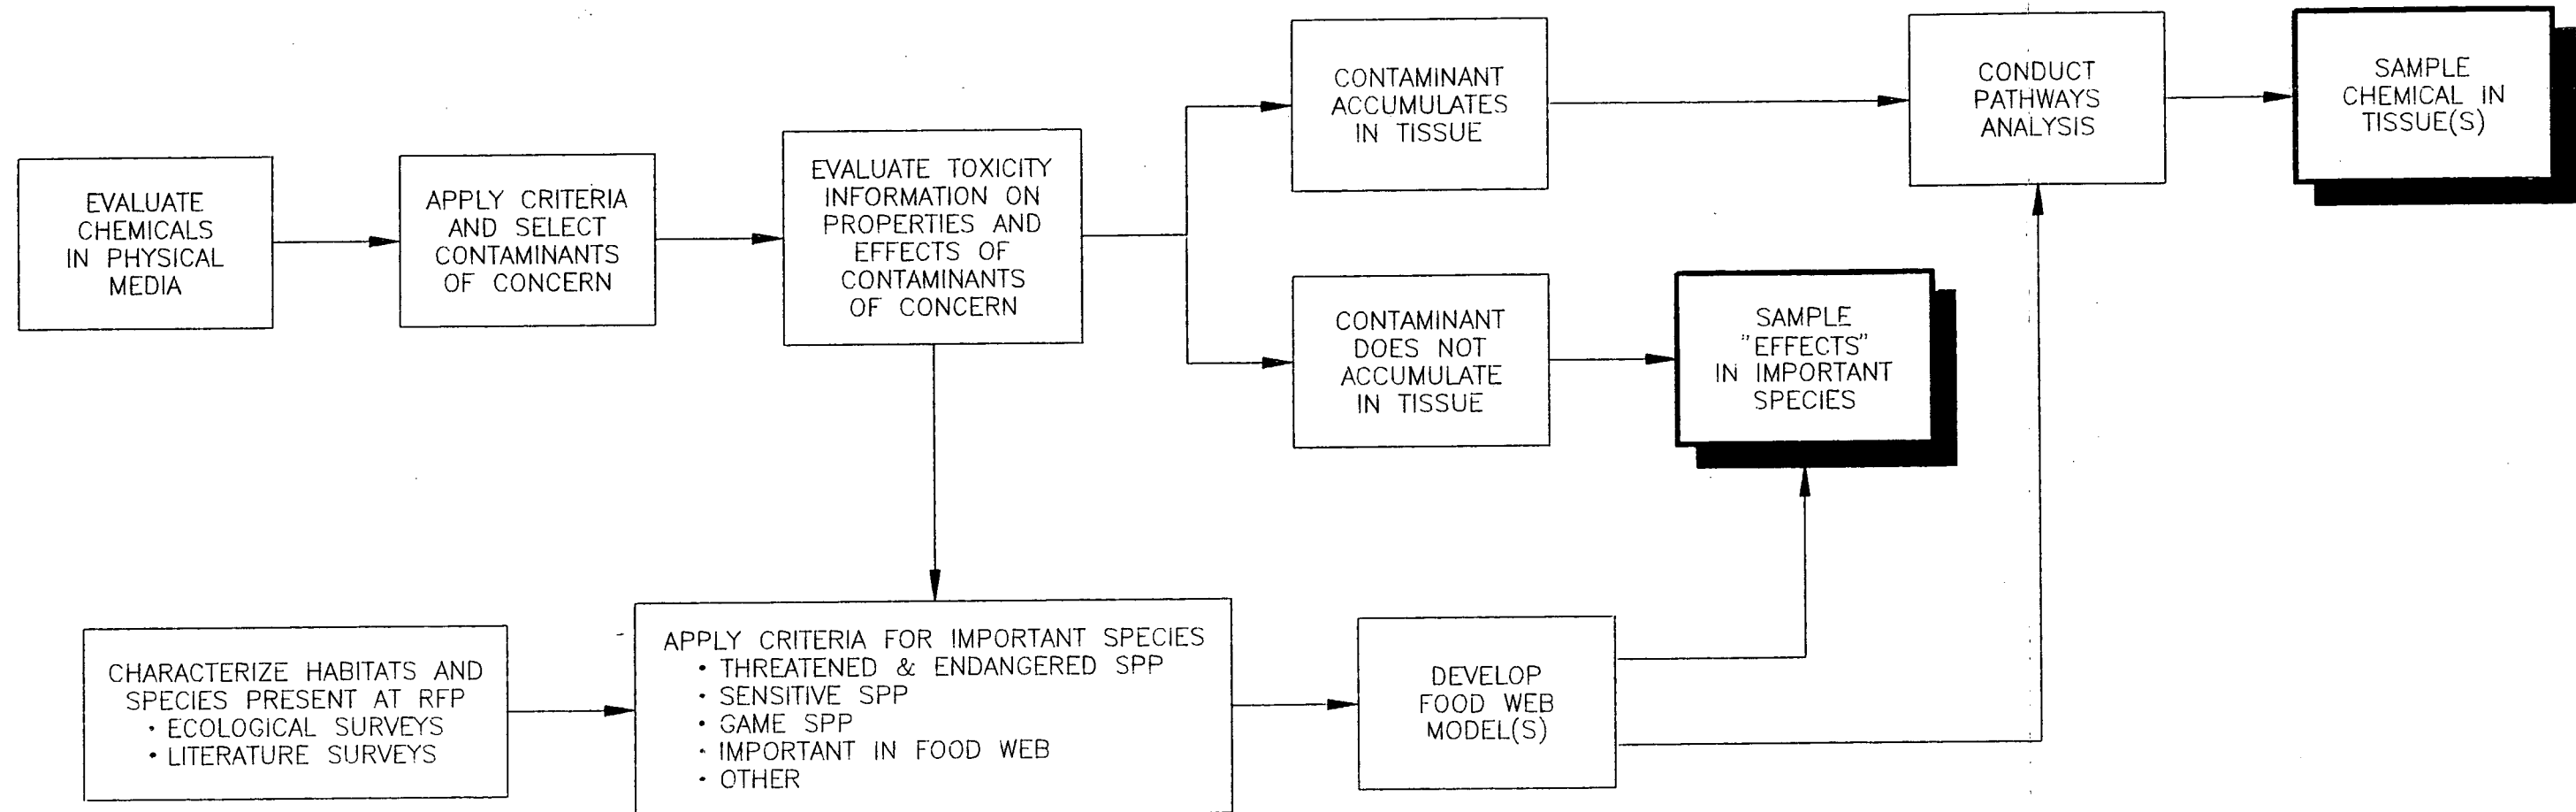 EVALUATE
CHEMICALS
IN PHYSICAL
MEDIA
APPLY CRITERIA
AND SELECT
CONTAMINANTS
OF CONCERN
EVALUATE TOXICITY
INFORMATION ON
PROPERTIES AND
EFFECTS OF
CONTAMINANTS
OF CONCERN
CONTAMINANT
ACCUMULATES
IN TISSUE
CONDUCT
PATHWAYS
ANALYSIS
SAMPLE
CHEMICAL IN
TISSUE(S)
CONTAMINANT
DOES NOT
ACCUMULATE
IN TISSUE
SAMPLE
"EFFECTS"
IN IMPORTANT
SPECIES
CHARACTERIZE HABITATS AND
SPECIES PRESENT AT RFP
• ECOLOGICAL SURVEYS
• LITERATURE SURVEYS
APPLY CRITERIA FOR IMPORTANT SPECIES
• THREATENED & ENDANGERED SPP
• SENSITIVE SPP
• GAME SPP
• IMPORTANT IN FOOD WEB
• OTHER
DEVELOP
FOOD WEB
MODEL(S)